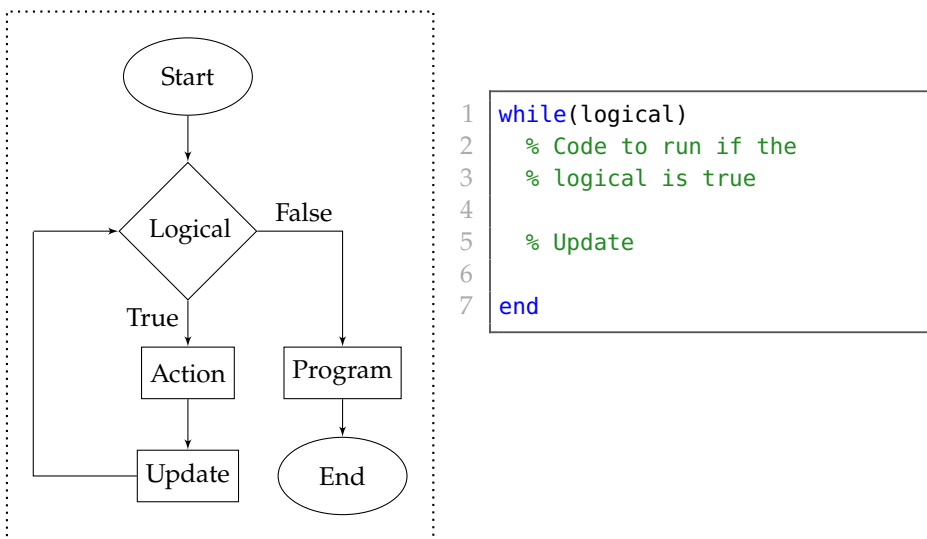 Start
Logical
False
True
Action
Program
Update
End
1 while(logical)
2 % Code to run if the
3 % logical is true
4
5 % Update
6
7 end